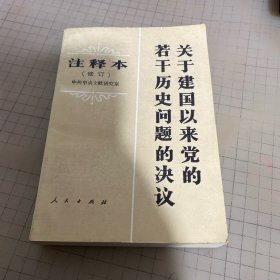 关于建国以来党的
若干历史问题的决议
注释本
（修订）
中共中央文献研究室
人民出版社